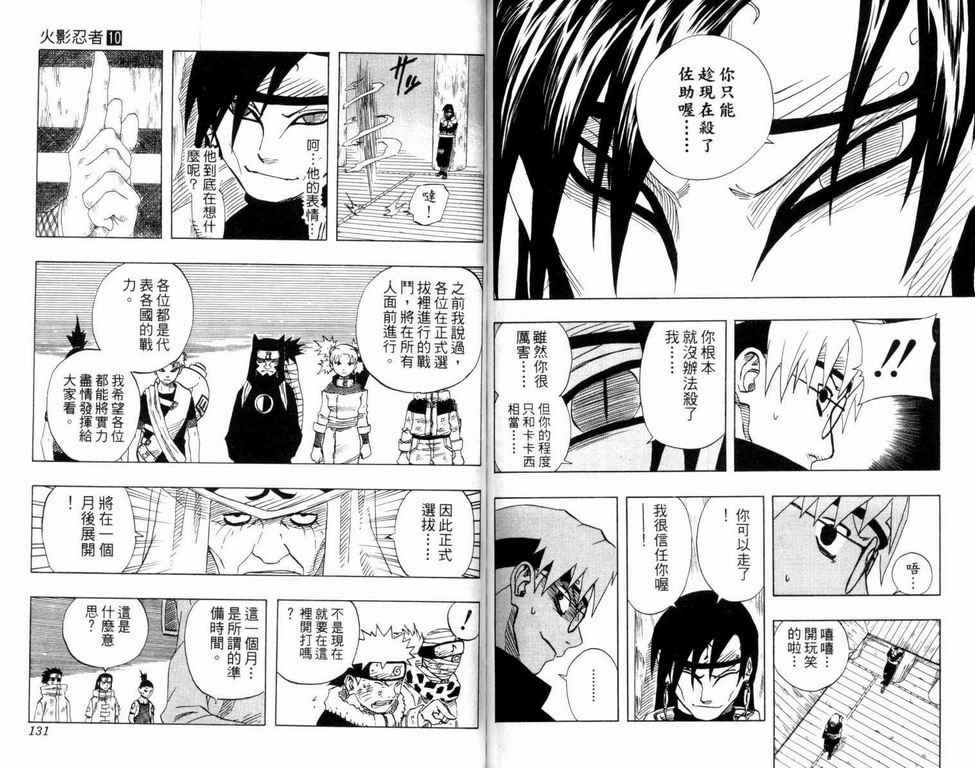 你只能
趁現在殺了
佐助喔……
!!
你根本
就沒辦法殺了
我……
雖然你很
厲害……
但你的程度
只和卡卡西
相當……
唔…
嘻嘻…
開玩笑
的啦…
你可以走了
!
我很信任你喔
——!
……
火影忍者10
ザッ
噠!
呵…他的表情…
他到底在想什
麼呢?
之前我說過,
各位在正式選
拔裡進行的戰
鬥,將在所有
人面前進行。
各位都是代
表各國的戰
力。
我希望各位
都能將實力
盡情發揮給
大家看。
因此正式
選拔……
將在一個
月後展開
!
!
不是現在
就要在這
裡開打嗎
?
這一個月…
是所謂的準
備時間。
這是
什麼意
思?
131